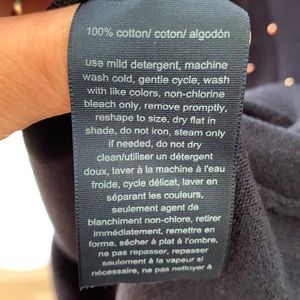 100% cotton/ coton/ algodón
use mild detergent, machine
wash cold, gentle cycle, wash
with like colors, non-chlorine
bleach only, remove promptly,
reshape to size, dry flat in
shade, do not iron, steam only
if needed, do not dry
clean/utiliser un détergent
doux, laver à la machine à l'eau
froide, cycle délicat, laver en
séparant les couleurs,
seulement agent de
blanchiment non-chlore, retirer
immédiatement, remettre en
forme, sécher à plat à l'ombre,
ne pas repasser, repasser
seulement à la vapeur si
nécessaire, ne pas nettoyer à